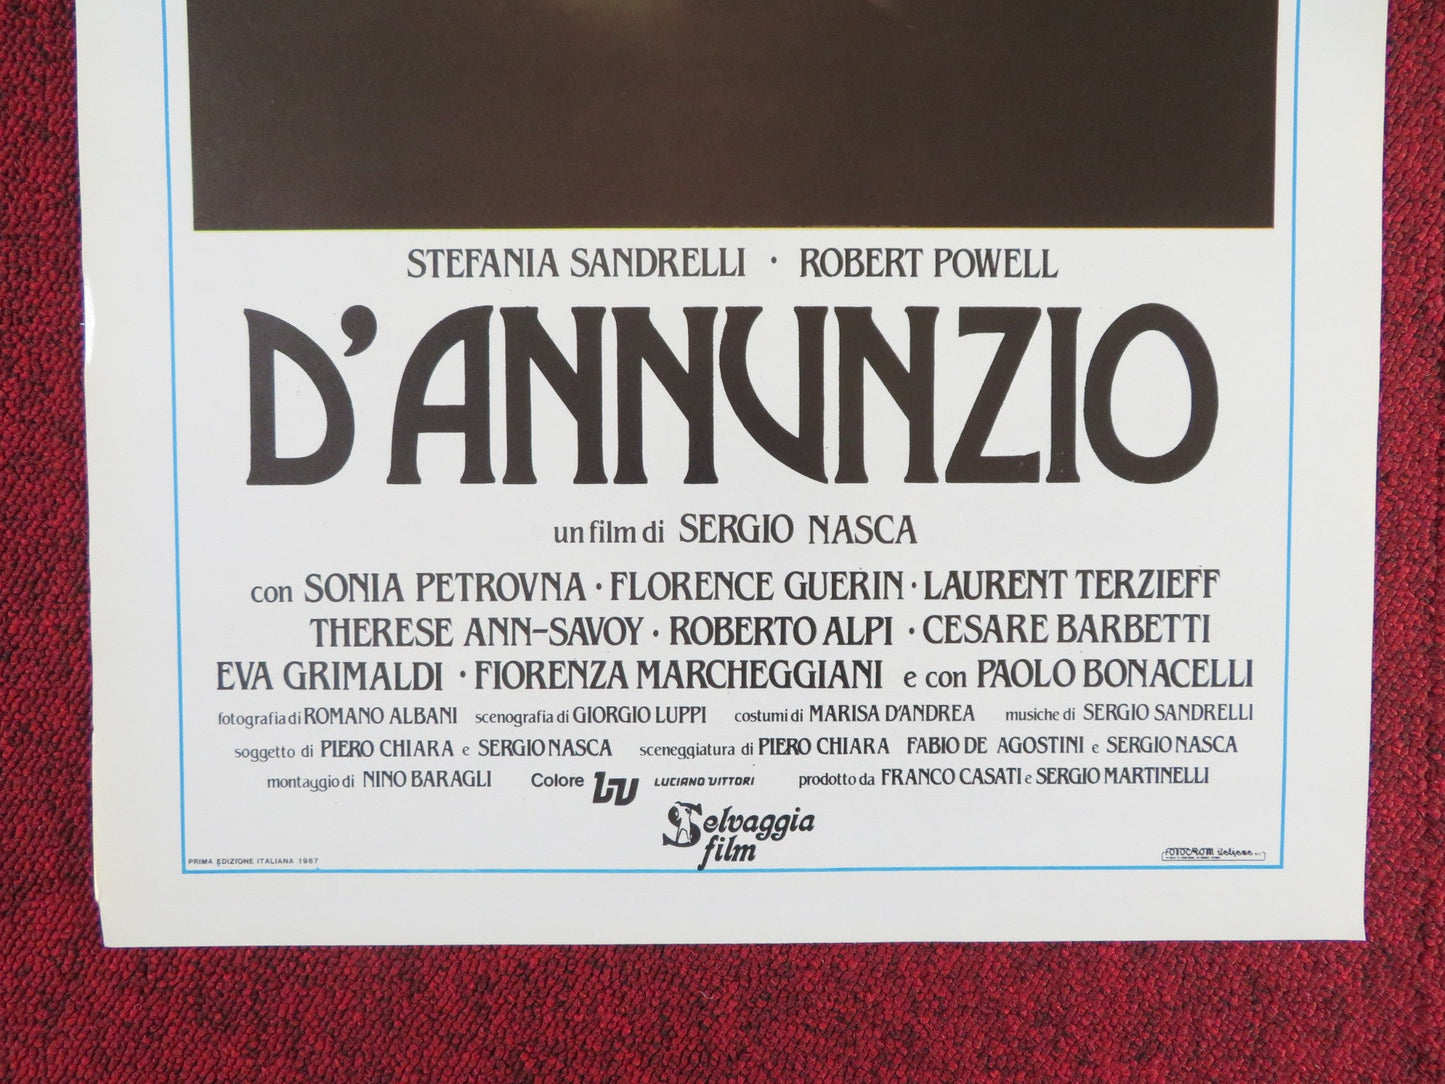 STEFANIA SANDRELLI · ROBERT POWELL
D'ANNUNZIO
un film di SERGIO NASCA
con SONIA PETROVNA · FLORENCE GUERIN · LAURENT TERZIEFF
THERESE ANN-SAVOY · ROBERTO ALPI · CESARE BARBETTI
EVA GRIMALDI · FIORENZA MARCHEGGIANI e con PAOLO BONACELLI
fotografia di ROMANO ALBANI scenografia di GIORGIO LUPPI costumi di MARISA D'ANDREA musiche di SERGIO SANDRELLI
soggetto di PIERO CHIARA e SERGIO NASCA sceneggiatura di PIERO CHIARA FABIO DE AGOSTINI e SERGIO NASCA
montaggio di NINO BARAGLI Colore LV LUCIANO VITTORI prodotto da FRANCO CASATI e SERGIO MARTINELLI
Selvaggia
film
PRIMA EDIZIONE ITALIANA 1987
FOTOCROM italiana